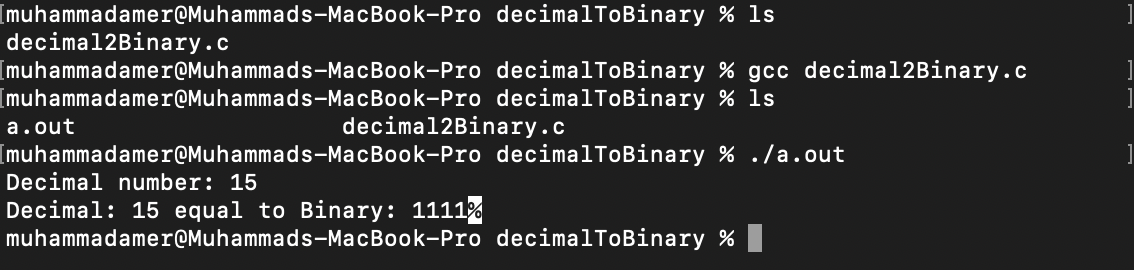 [muhammadamer@Muhammads-MacBook-Pro decimalToBinary % ls ]
decimal2Binary.c
[muhammadamer@Muhammads-MacBook-Pro decimalToBinary % gcc decimal2Binary.c ]
[muhammadamer@Muhammads-MacBook-Pro decimalToBinary % ls ]
a.out decimal2Binary.c
[muhammadamer@Muhammads-MacBook-Pro decimalToBinary % ./a.out ]
Decimal number: 15
Decimal: 15 equal to Binary: 1111%
muhammadamer@Muhammads-MacBook-Pro decimalToBinary %